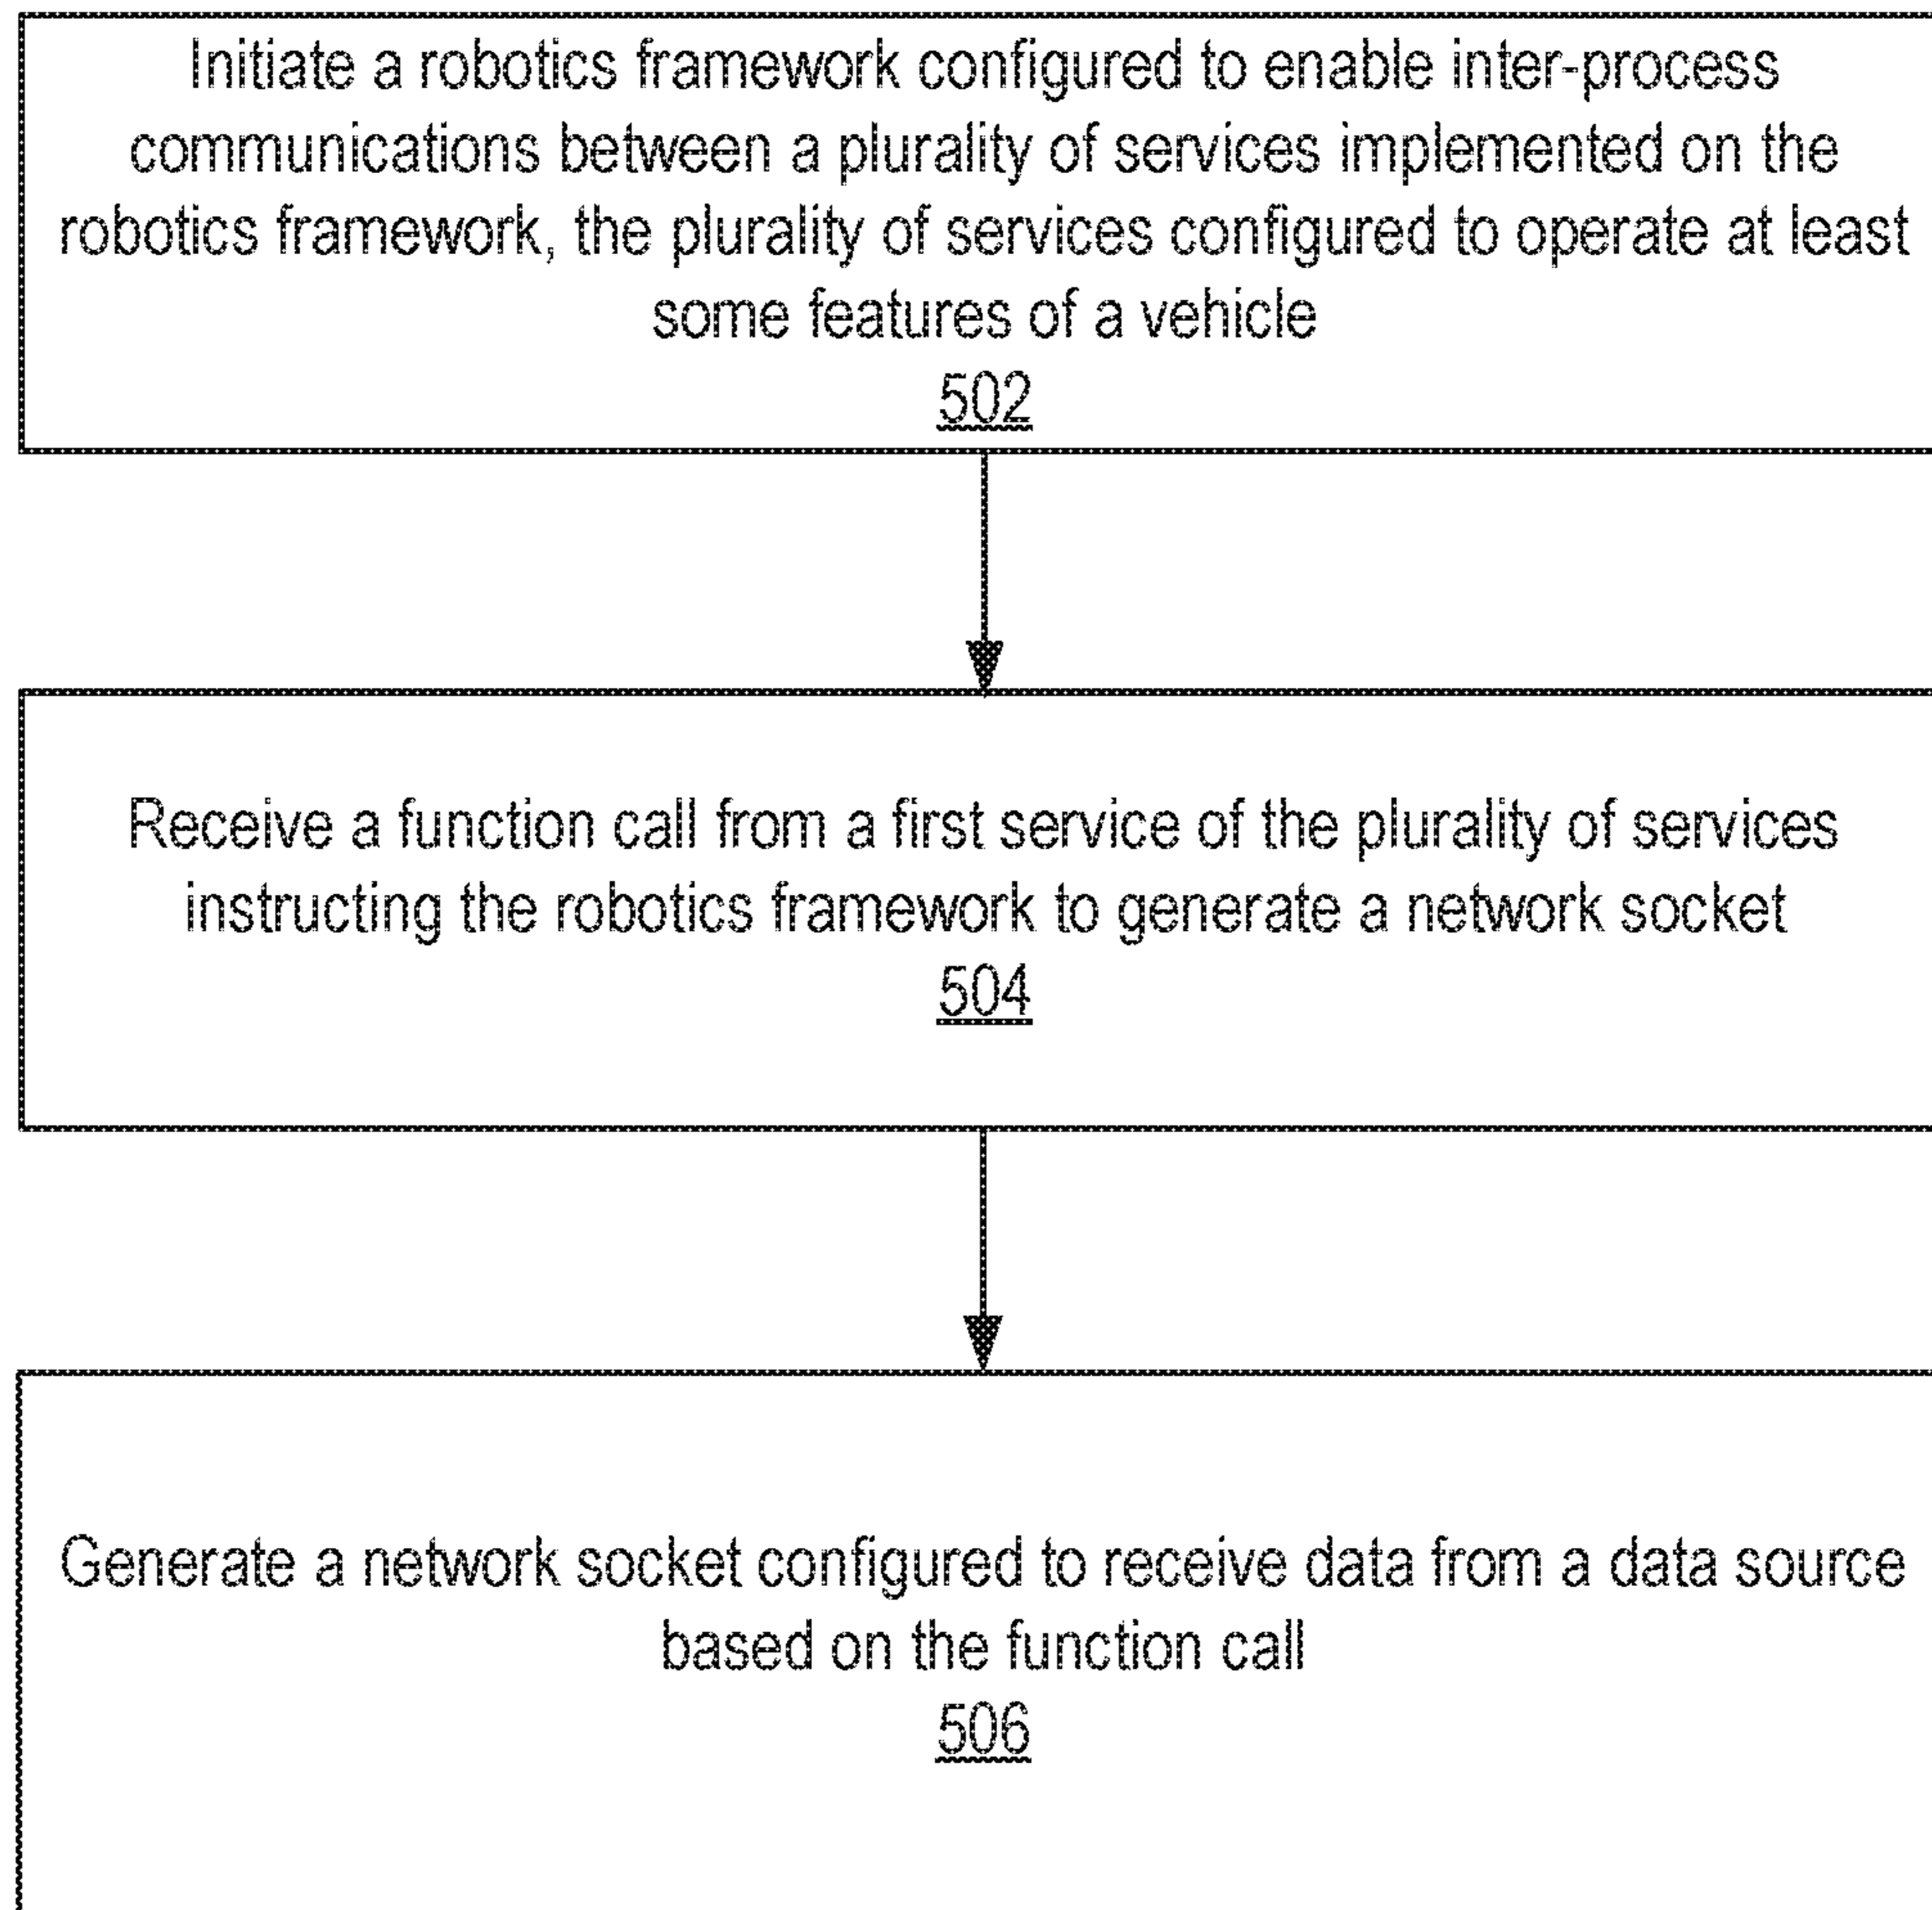 Initiate a robotics framework configured to enable inter-process
communications between a plurality of services implemented on the
robotics framework, the plurality of services configured to operate at least
some features of a vehicle
502
Receive a function call from a first service of the plurality of services
instructing the robotics framework to generate a network socket
504
Generate a network socket configured to receive data from a data source
based on the function call
506